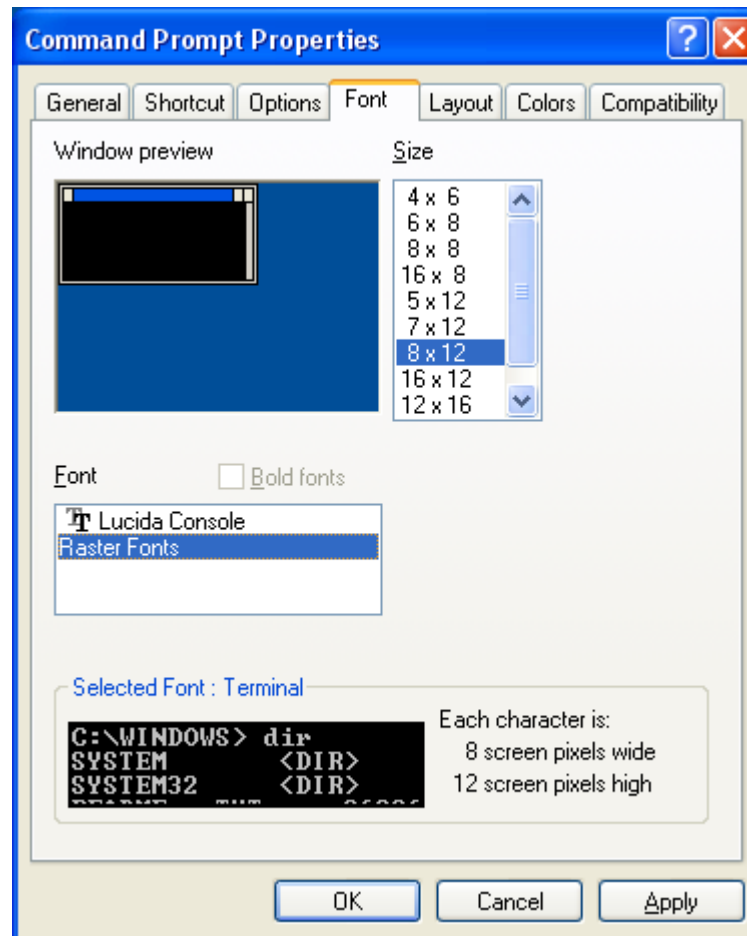 Command Prompt Properties
General Shortcut Options Font Layout Colors Compatibility
Window preview
Size
4 x 6
6 x 8
8 x 8
16 x 8
5 x 12
7 x 12
8 x 12
16 x 12
12 x 16
Font
Bold fonts
Lucida Console
Raster Fonts
Selected Font : Terminal
C:\WINDOWS> dir
SYSTEM <DIR>
SYSTEM32 <DIR>
Each character is:
8 screen pixels wide
12 screen pixels high
OK Cancel Apply